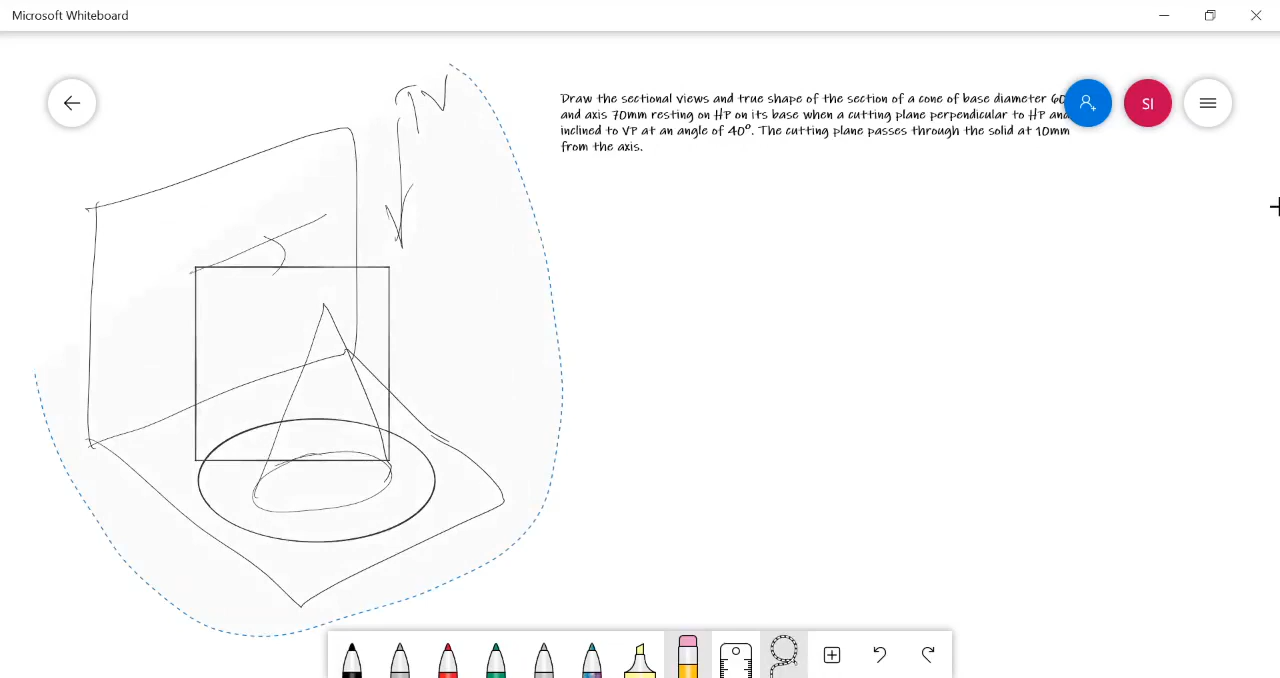 Microsoft Whiteboard
Draw the sectional views and true shape of the section of a cone of base diameter 60
and axis 70mm resting on HP on its base when a cutting plane perpendicular to HP and
inclined to VP at an angle of 40°. The cutting plane passes through the solid at 10mm
from the axis.
SI